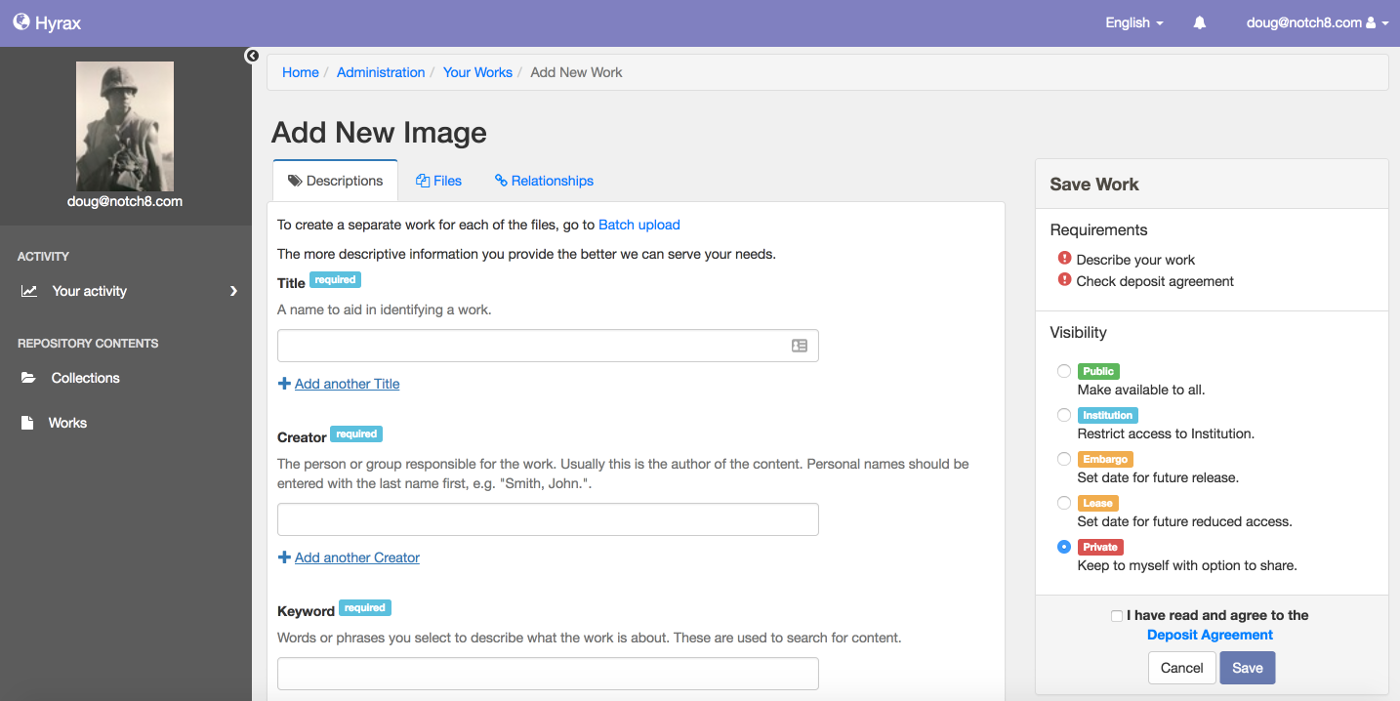 Hyrax
English
doug@notch8.com
doug@notch8.com
ACTIVITY
Your activity
REPOSITORY CONTENTS
Collections
Works
Home / Administration / Your Works / Add New Work
Add New Image
Descriptions
Files
Relationships
To create a separate work for each of the files, go to Batch upload
The more descriptive information you provide the better we can serve your needs.
Title required
A name to aid in identifying a work.
Add another Title
Creator required
The person or group responsible for the work. Usually this is the author of the content. Personal names should be
entered with the last name first, e.g. "Smith, John.".
Add another Creator
Keyword required
Words or phrases you select to describe what the work is about. These are used to search for content.
Save Work
Requirements
Describe your work
Check deposit agreement
Visibility
Public
Make available to all.
Institution
Restrict access to Institution.
Embargo
Set date for future release.
Lease
Set date for future reduced access.
Private
Keep to myself with option to share.
I have read and agree to the
Deposit Agreement
Cancel
Save